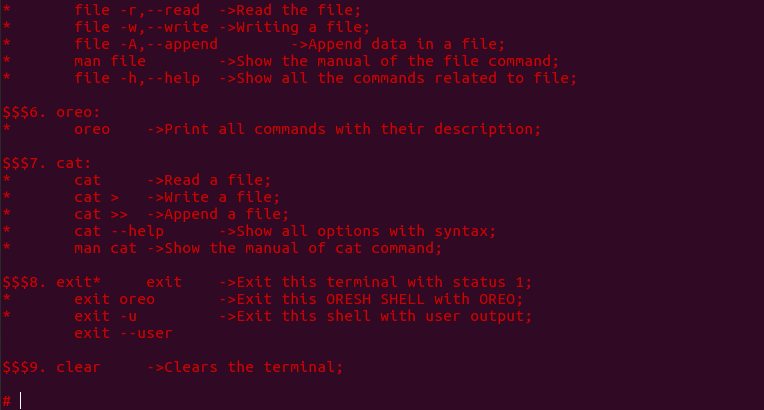 *       file -r,--read  ->Read the file;
*       file -w,--write ->Writing a file;
*       file -A,--append        ->Append data in a file;
*       man file        ->Show the manual of the file command;
*       file -h,--help  ->Show all the commands related to file;
$$$6. oreo:
*       oreo    ->Print all commands with their description;
$$$7. cat:
*       cat     ->Read a file;
*       cat >   ->Write a file;
*       cat >>  ->Append a file;
*       cat --help      ->Show all options with syntax;
*       man cat ->Show the manual of cat command;
$$$8. exit*     exit    ->Exit this terminal with status 1;
*       exit oreo       ->Exit this ORESH SHELL with OREO;
*       exit -u         ->Exit this shell with user output;
        exit --user
$$$9. clear     ->Clears the terminal;
#